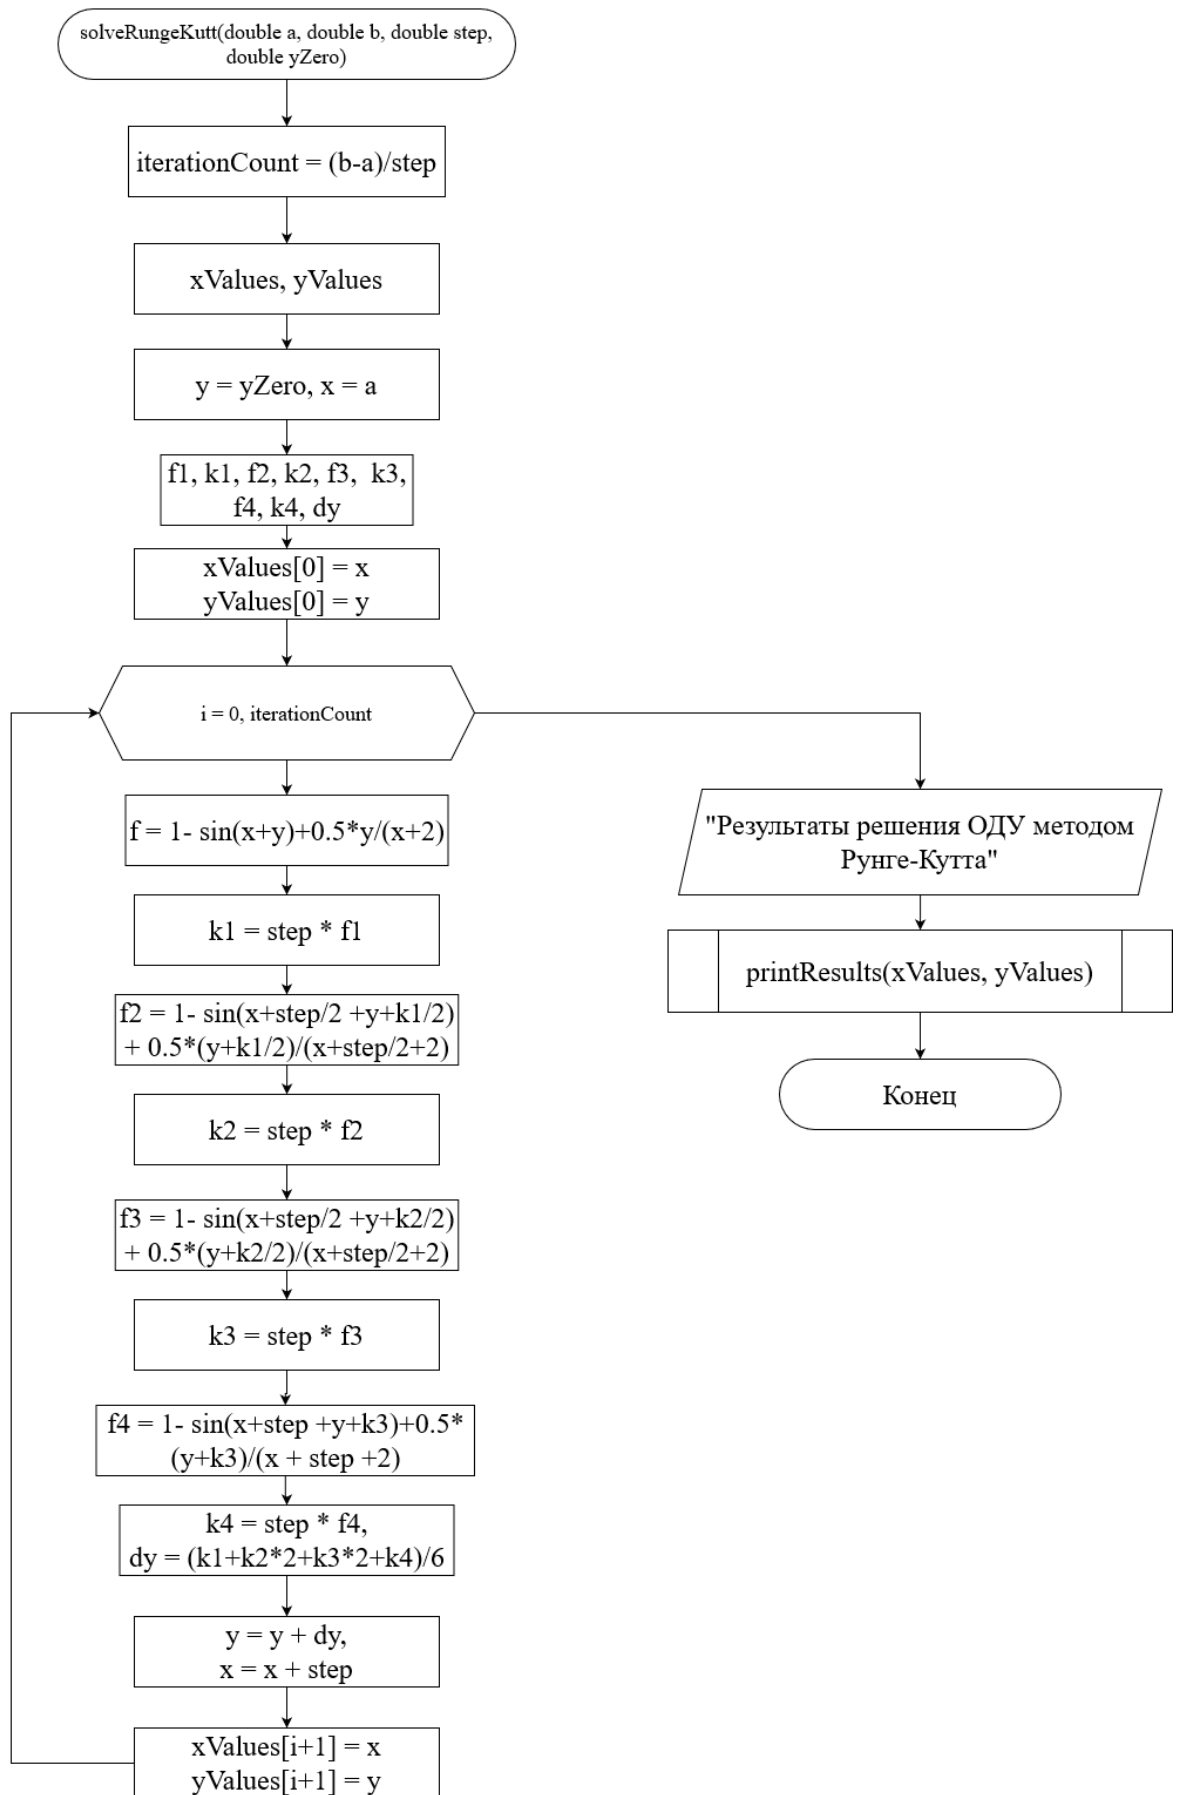 solveRungeKutt(double a, double b, double step,
double yZero)
iterationCount = (b-a)/step
xValues, yValues
y = yZero, x = a
f1, k1, f2, k2, f3,  k3,
f4, k4, dy
xValues[0] = x
yValues[0] = y
i = 0, iterationCount
f = 1- sin(x+y)+0.5*y/(x+2)
k1 = step * f1
f2 = 1- sin(x+step/2 +y+k1/2)
+ 0.5*(y+k1/2)/(x+step/2+2)
k2 = step * f2
f3 = 1- sin(x+step/2 +y+k2/2)
+ 0.5*(y+k2/2)/(x+step/2+2)
k3 = step * f3
f4 = 1- sin(x+step +y+k3)+0.5*
(y+k3)/(x + step +2)
k4 = step * f4,
dy = (k1+k2*2+k3*2+k4)/6
y = y + dy,
x = x + step
xValues[i+1] = x
yValues[i+1] = y
"Результаты решения ОДУ методом
Рунге-Кутта"
printResults(xValues, yValues)
Конец